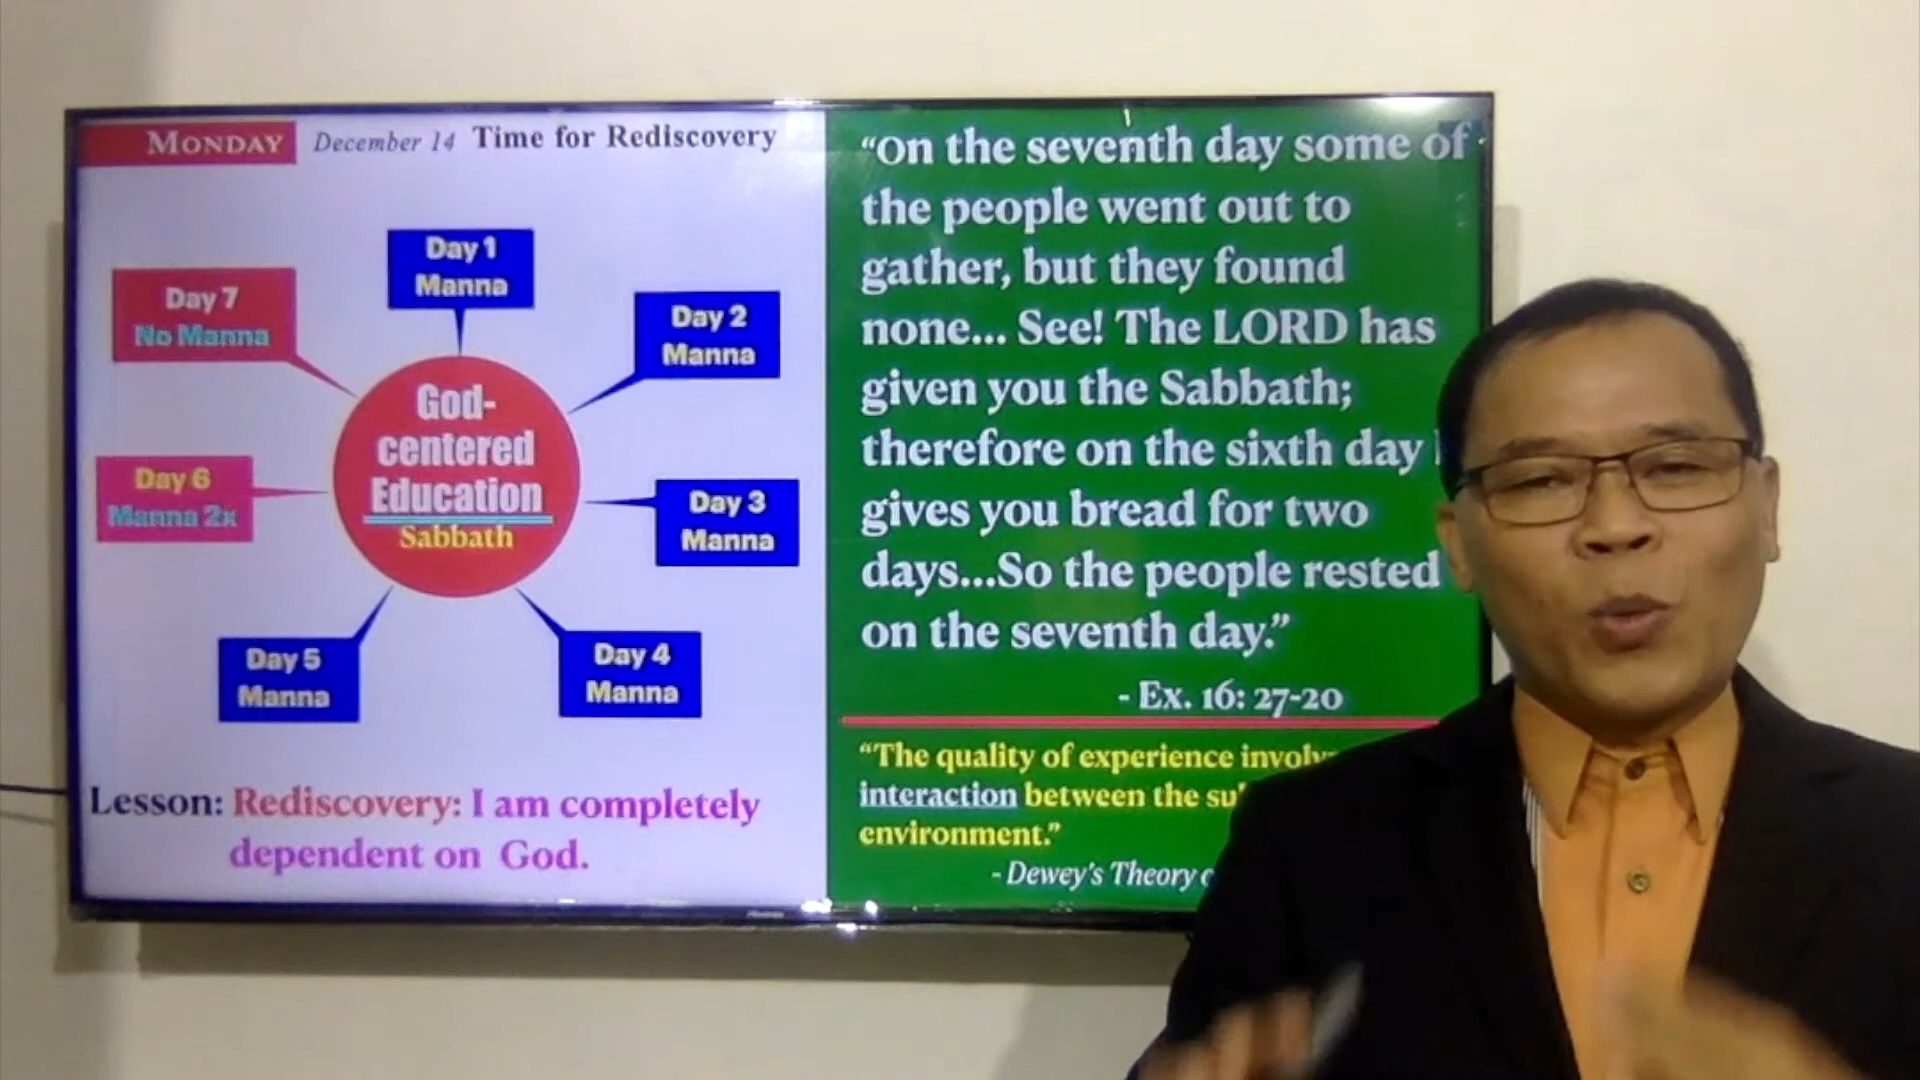 MONDAY December 14 Time for Rediscovery
Day 1
Manna
Day 2
Manna
Day 3
Manna
Day 4
Manna
Day 5
Manna
Day 6
Manna 2x
Day 7
No Manna
God-
centered
Education
Sabbath
Lesson: Rediscovery: I am completely
dependent on God.
“On the seventh day some of
the people went out to
gather, but they found
none... See! The LORD has
given you the Sabbath;
therefore on the sixth day
gives you bread for two
days...So the people rested
on the seventh day.”
- Ex. 16: 27-20
“The quality of experience
interaction between the
environment.”
- Dewey's Theory